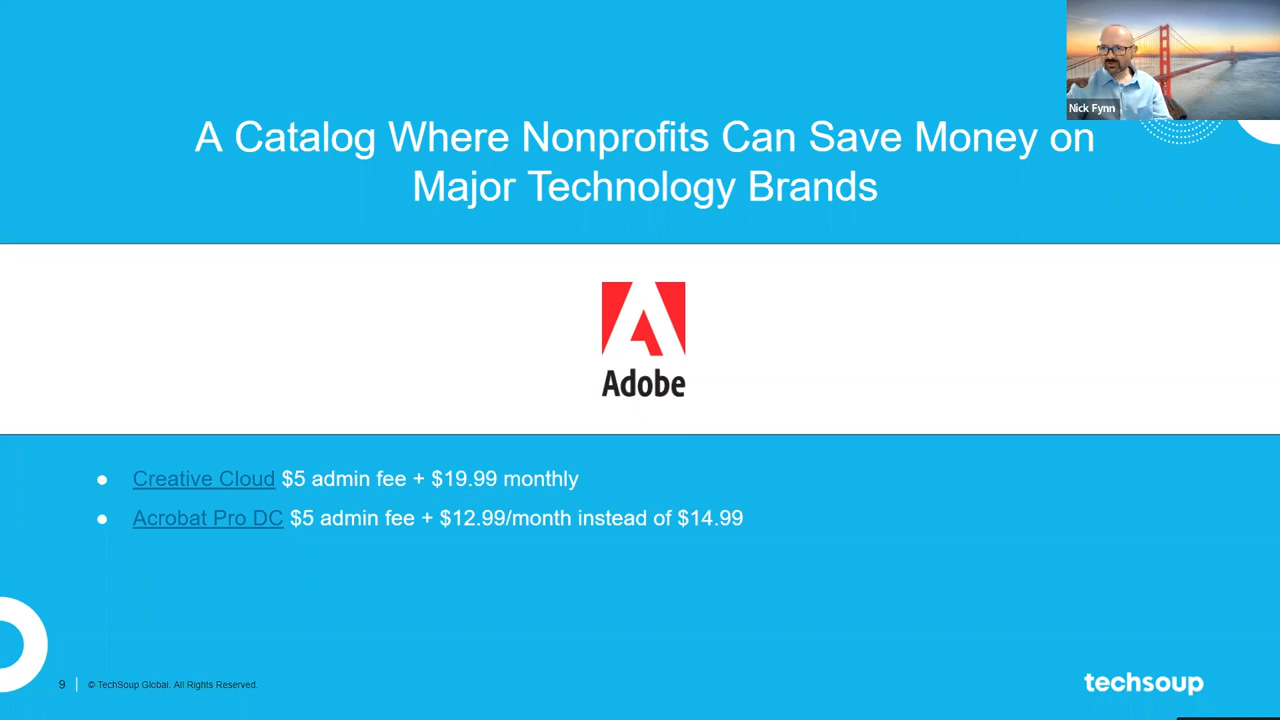 Nick Fynn
A Catalog Where Nonprofits Can Save Money on
Major Technology Brands
Adobe
● Creative Cloud $5 admin fee + $19.99 monthly
● Acrobat Pro DC $5 admin fee + $12.99/month instead of $14.99
9 | © TechSoup Global. All Rights Reserved.
techsoup